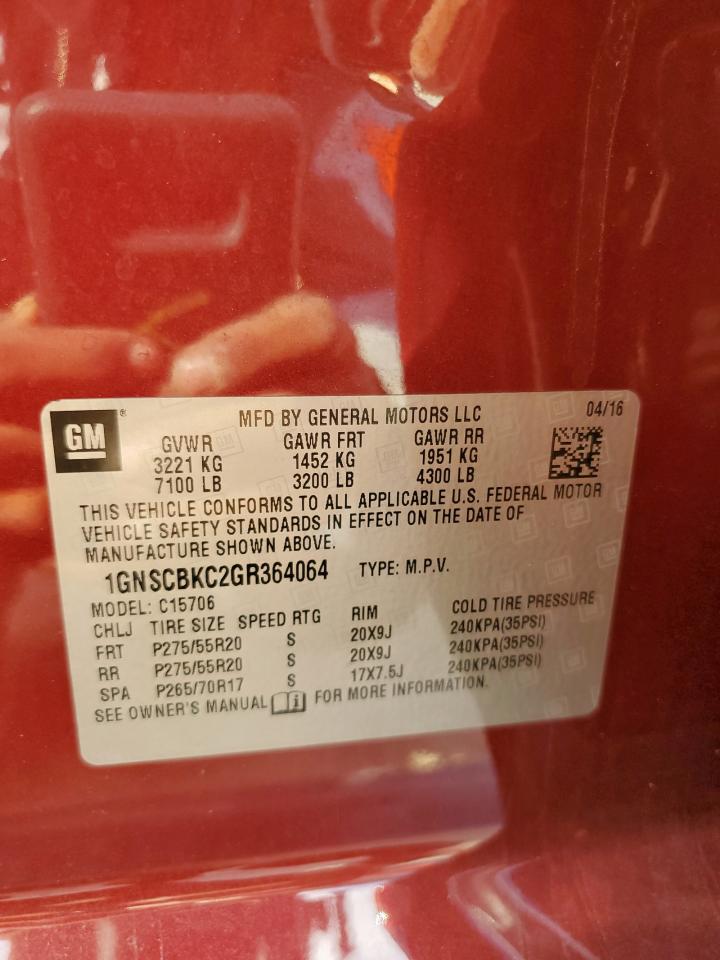 GM ® MFD BY GENERAL MOTORS LLC 04/16
GVWR GAWR FRT GAWR RR
3221 KG 1452 KG 1951 KG
7100 LB 3200 LB 4300 LB
THIS VEHICLE CONFORMS TO ALL APPLICABLE U.S. FEDERAL MOTOR
VEHICLE SAFETY STANDARDS IN EFFECT ON THE DATE OF
MANUFACTURE SHOWN ABOVE.
1GNSCBKC2GR364064 TYPE: M.P.V.
MODEL: C15706
CHLJ TIRE SIZE SPEED RTG RIM COLD TIRE PRESSURE
FRT P275/55R20 S 20X9J 240KPA(35PSI)
RR P275/55R20 S 20X9J 240KPA(35PSI)
SPA P265/70R17 S 17X7.5J 240KPA(35PSI)
SEE OWNER'S MANUAL i FOR MORE INFORMATION.